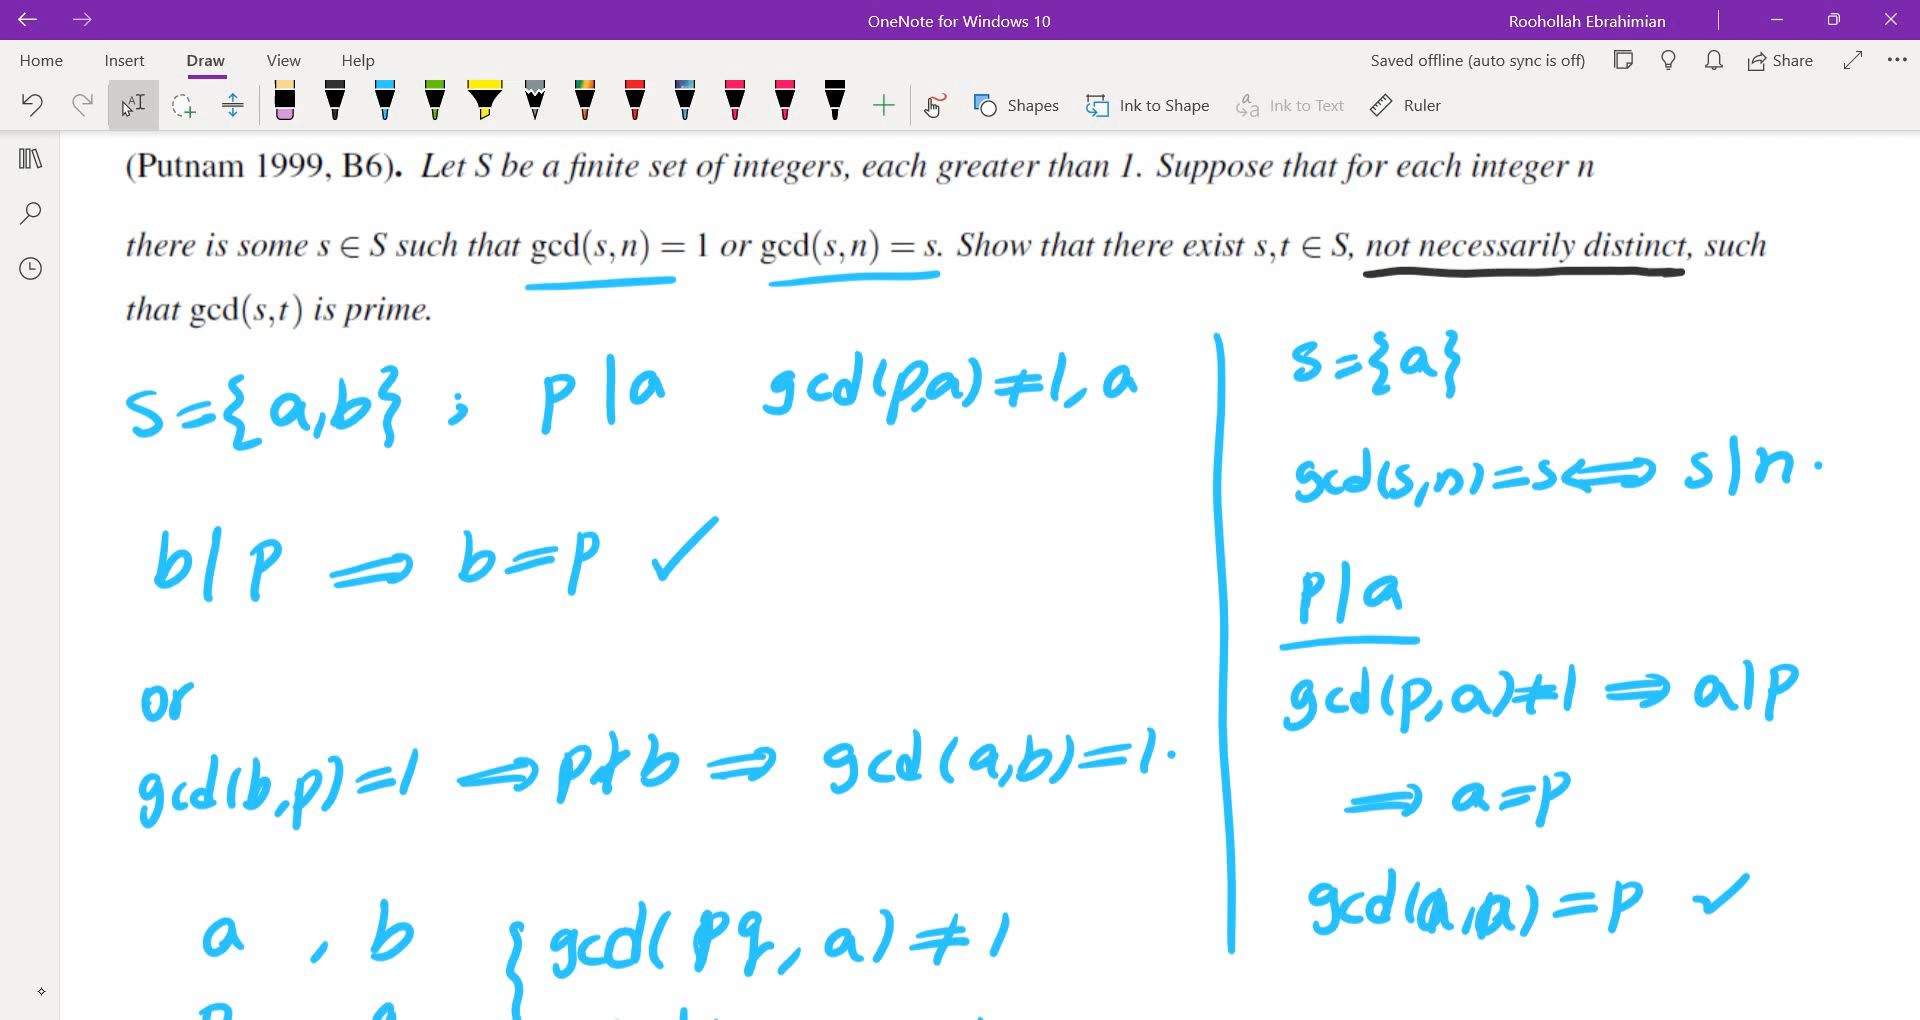 OneNote for Windows 10
Roohollah Ebrahimian
Home Insert Draw View Help
Saved offline (auto sync is off) Share
Shapes Ink to Shape Ink to Text Ruler
(Putnam 1999, B6). Let S be a finite set of integers, each greater than 1. Suppose that for each integer n
there is some s ∈ S such that gcd(s,n) = 1 or gcd(s,n) = s. Show that there exist s,t ∈ S, not necessarily distinct, such
that gcd(s,t) is prime.
S={a,b} ; p|a gcd(p,a)≠1, a
b|p ⟹ b=p ✓
or
gcd(b,p)=1 ⟹ p∤b ⟹ gcd(a,b)=1.
a , b { gcd(pq, a)≠1
S={a}
gcd(s,n)=s⟺ s|n.
p|a
gcd(p,a)≠1 ⟹ a|p
⟹ a=p
gcd(a,a)=p ✓